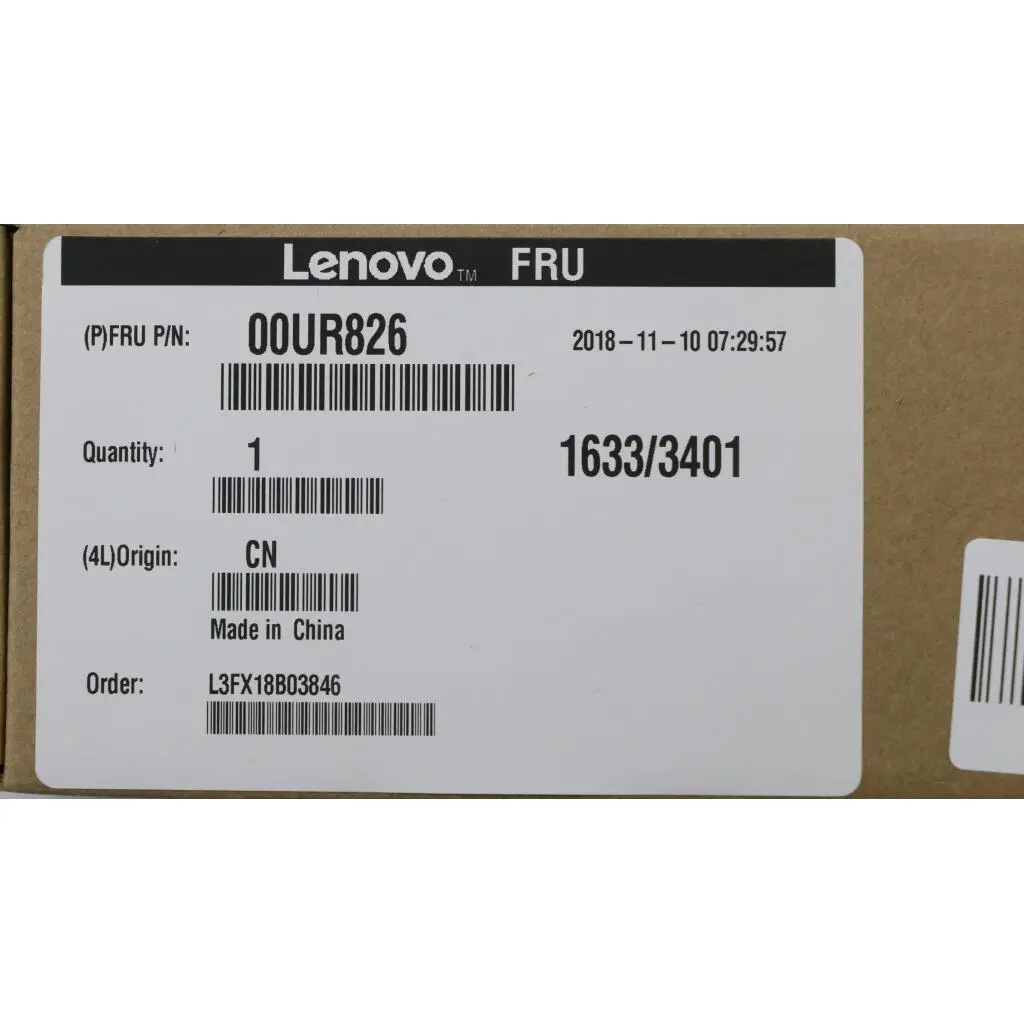 Lenovo™ FRU
(P)FRU P/N: 00UR826 2018-11-10 07:29:57
Quantity: 1 1633/3401
(4L)Origin: CN
Made in China
Order: L3FX18B03846